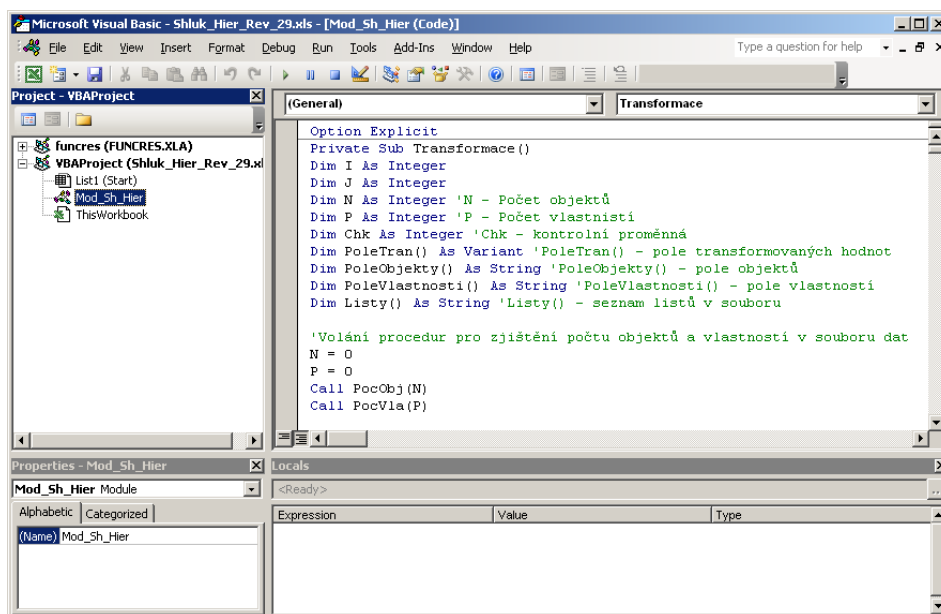 Microsoft Visual Basic - Shluk_Hier_Rev_29.xls - [Mod_Sh_Hier (Code)]
File Edit View Insert Format Debug Run Tools Add-Ins Window Help Type a question for help
Project - VBAProject
(General) Transformace
funcres (FUNCRES.XLA)
VBAProject (Shluk_Hier_Rev_29.xl
List1 (Start)
Mod_Sh_Hier
ThisWorkbook
Option Explicit
Private Sub Transformace()
Dim I As Integer
Dim J As Integer
Dim N As Integer 'N - Počet objektů
Dim P As Integer 'P - Počet vlastnistí
Dim Chk As Integer 'Chk - kontrolní proměnná
Dim PoleTran() As Variant 'PoleTran() - pole transformovaných hodnot
Dim PoleObjekty() As String 'PoleObjekty() - pole objektů
Dim PoleVlastnosti() As String 'PoleVlastnosti() - pole vlastností
Dim Listy() As String 'Listy() - seznam listů v souboru
'Volání procedur pro zjištění počtu objektů a vlastností v souboru dat
N = 0
P = 0
Call PocObj(N)
Call PocVla(P)
Properties - Mod_Sh_Hier
Mod_Sh_Hier Module
Alphabetic Categorized
(Name) Mod_Sh_Hier
Locals
<Ready>
Expression Value Type